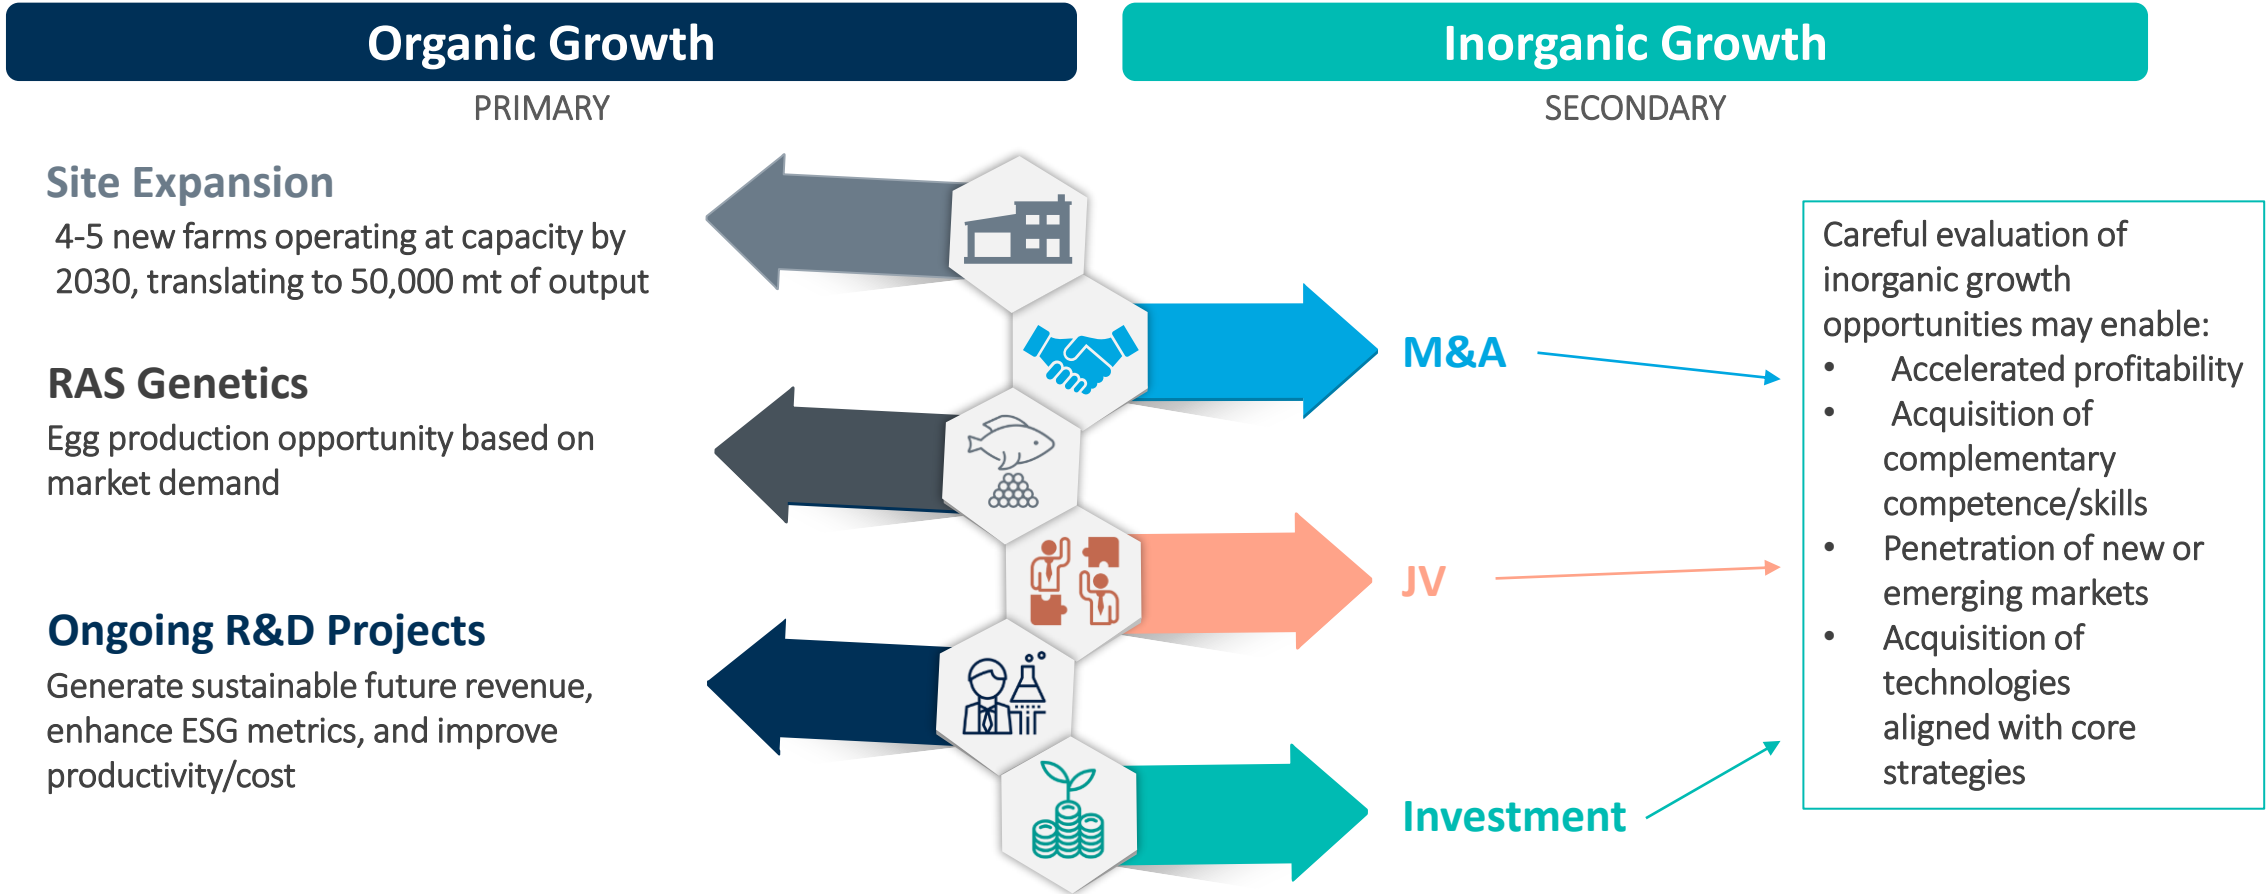 Organic Growth
PRIMARY
Site Expansion
4-5 new farms operating at capacity by
2030, translating to 50,000 mt of output
RAS Genetics
Egg production opportunity based on
market demand
Ongoing R&D Projects
Generate sustainable future revenue,
enhance ESG metrics, and improve
productivity/cost
Inorganic Growth
SECONDARY
M&A
JV
Investment
Careful evaluation of
inorganic growth
opportunities may enable:
• Accelerated profitability
• Acquisition of
complementary
competence/skills
• Penetration of new or
emerging markets
• Acquisition of
technologies
aligned with core
strategies